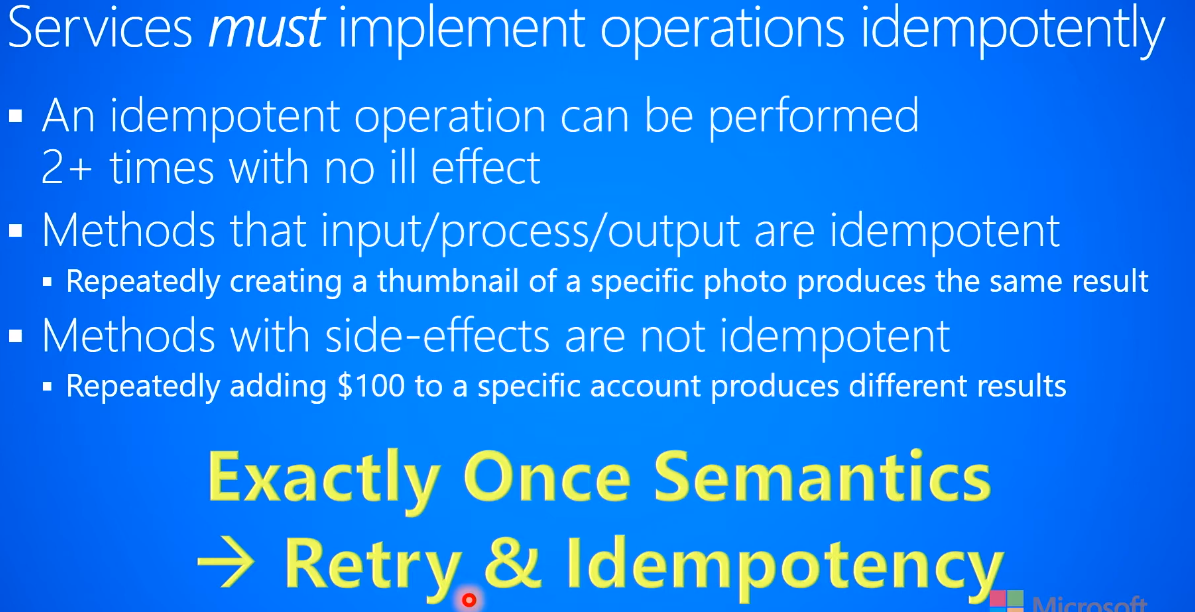 Services must implement operations idempotently
▪ An idempotent operation can be performed
2+ times with no ill effect
▪ Methods that input/process/output are idempotent
▪ Repeatedly creating a thumbnail of a specific photo produces the same result
▪ Methods with side-effects are not idempotent
▪ Repeatedly adding $100 to a specific account produces different results
Exactly Once Semantics
→ Retry & Idempotency
Microsoft